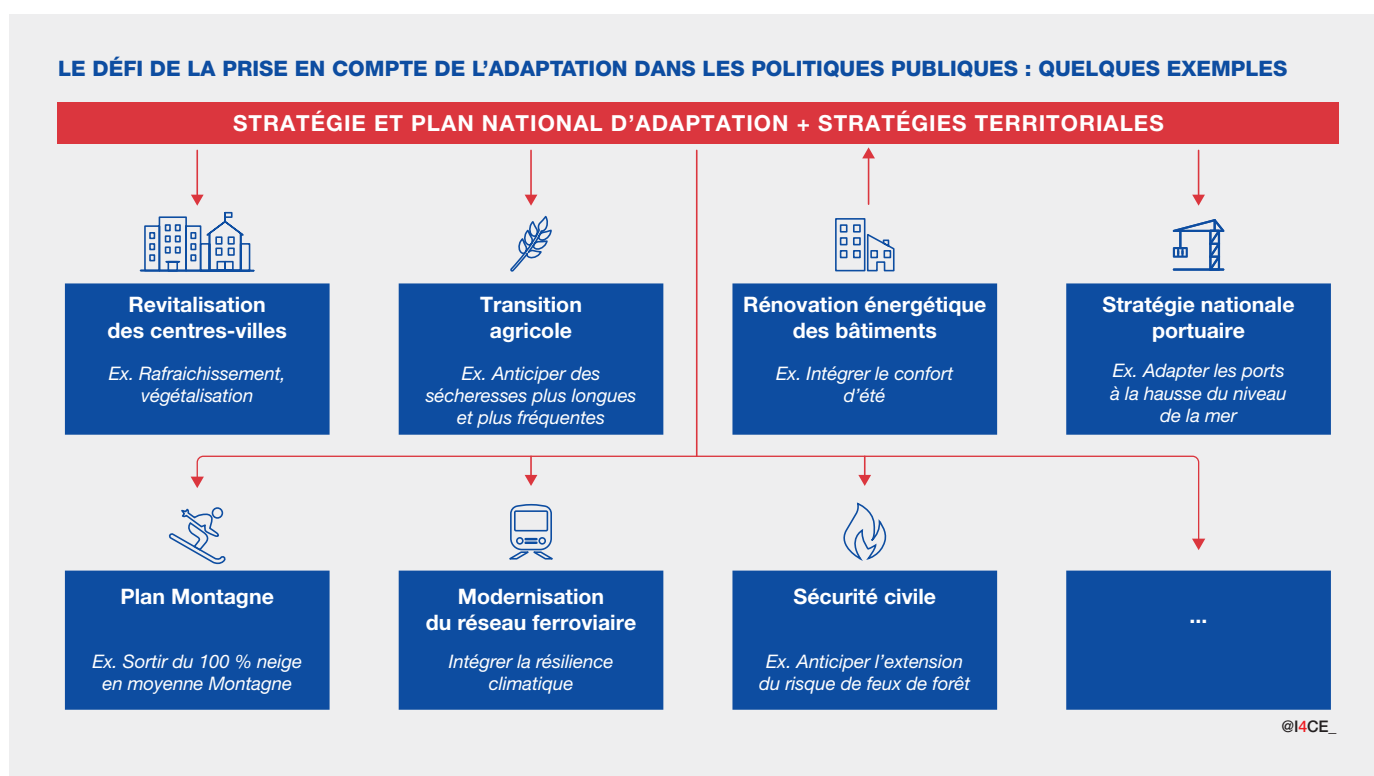 LE DÉFI DE LA PRISE EN COMPTE DE L’ADAPTATION DANS LES POLITIQUES PUBLIQUES : QUELQUES EXEMPLES
STRATÉGIE ET PLAN NATIONAL D’ADAPTATION + STRATÉGIES TERRITORIALES
Revitalisation
des centres-villes
Ex. Rafraichissement,
végétalisation
Transition
agricole
Ex. Anticiper des
sécheresses plus longues
et plus fréquentes
Rénovation énergétique
des bâtiments
Ex. Intégrer le confort
d’été
Stratégie nationale
portuaire
Ex. Adapter les ports
à la hausse du niveau
de la mer
Plan Montagne
Ex. Sortir du 100 % neige
en moyenne Montagne
Modernisation
du réseau ferroviaire
Intégrer la résilience
climatique
Sécurité civile
Ex. Anticiper l’extension
du risque de feux de forêt
...
@I4CE_